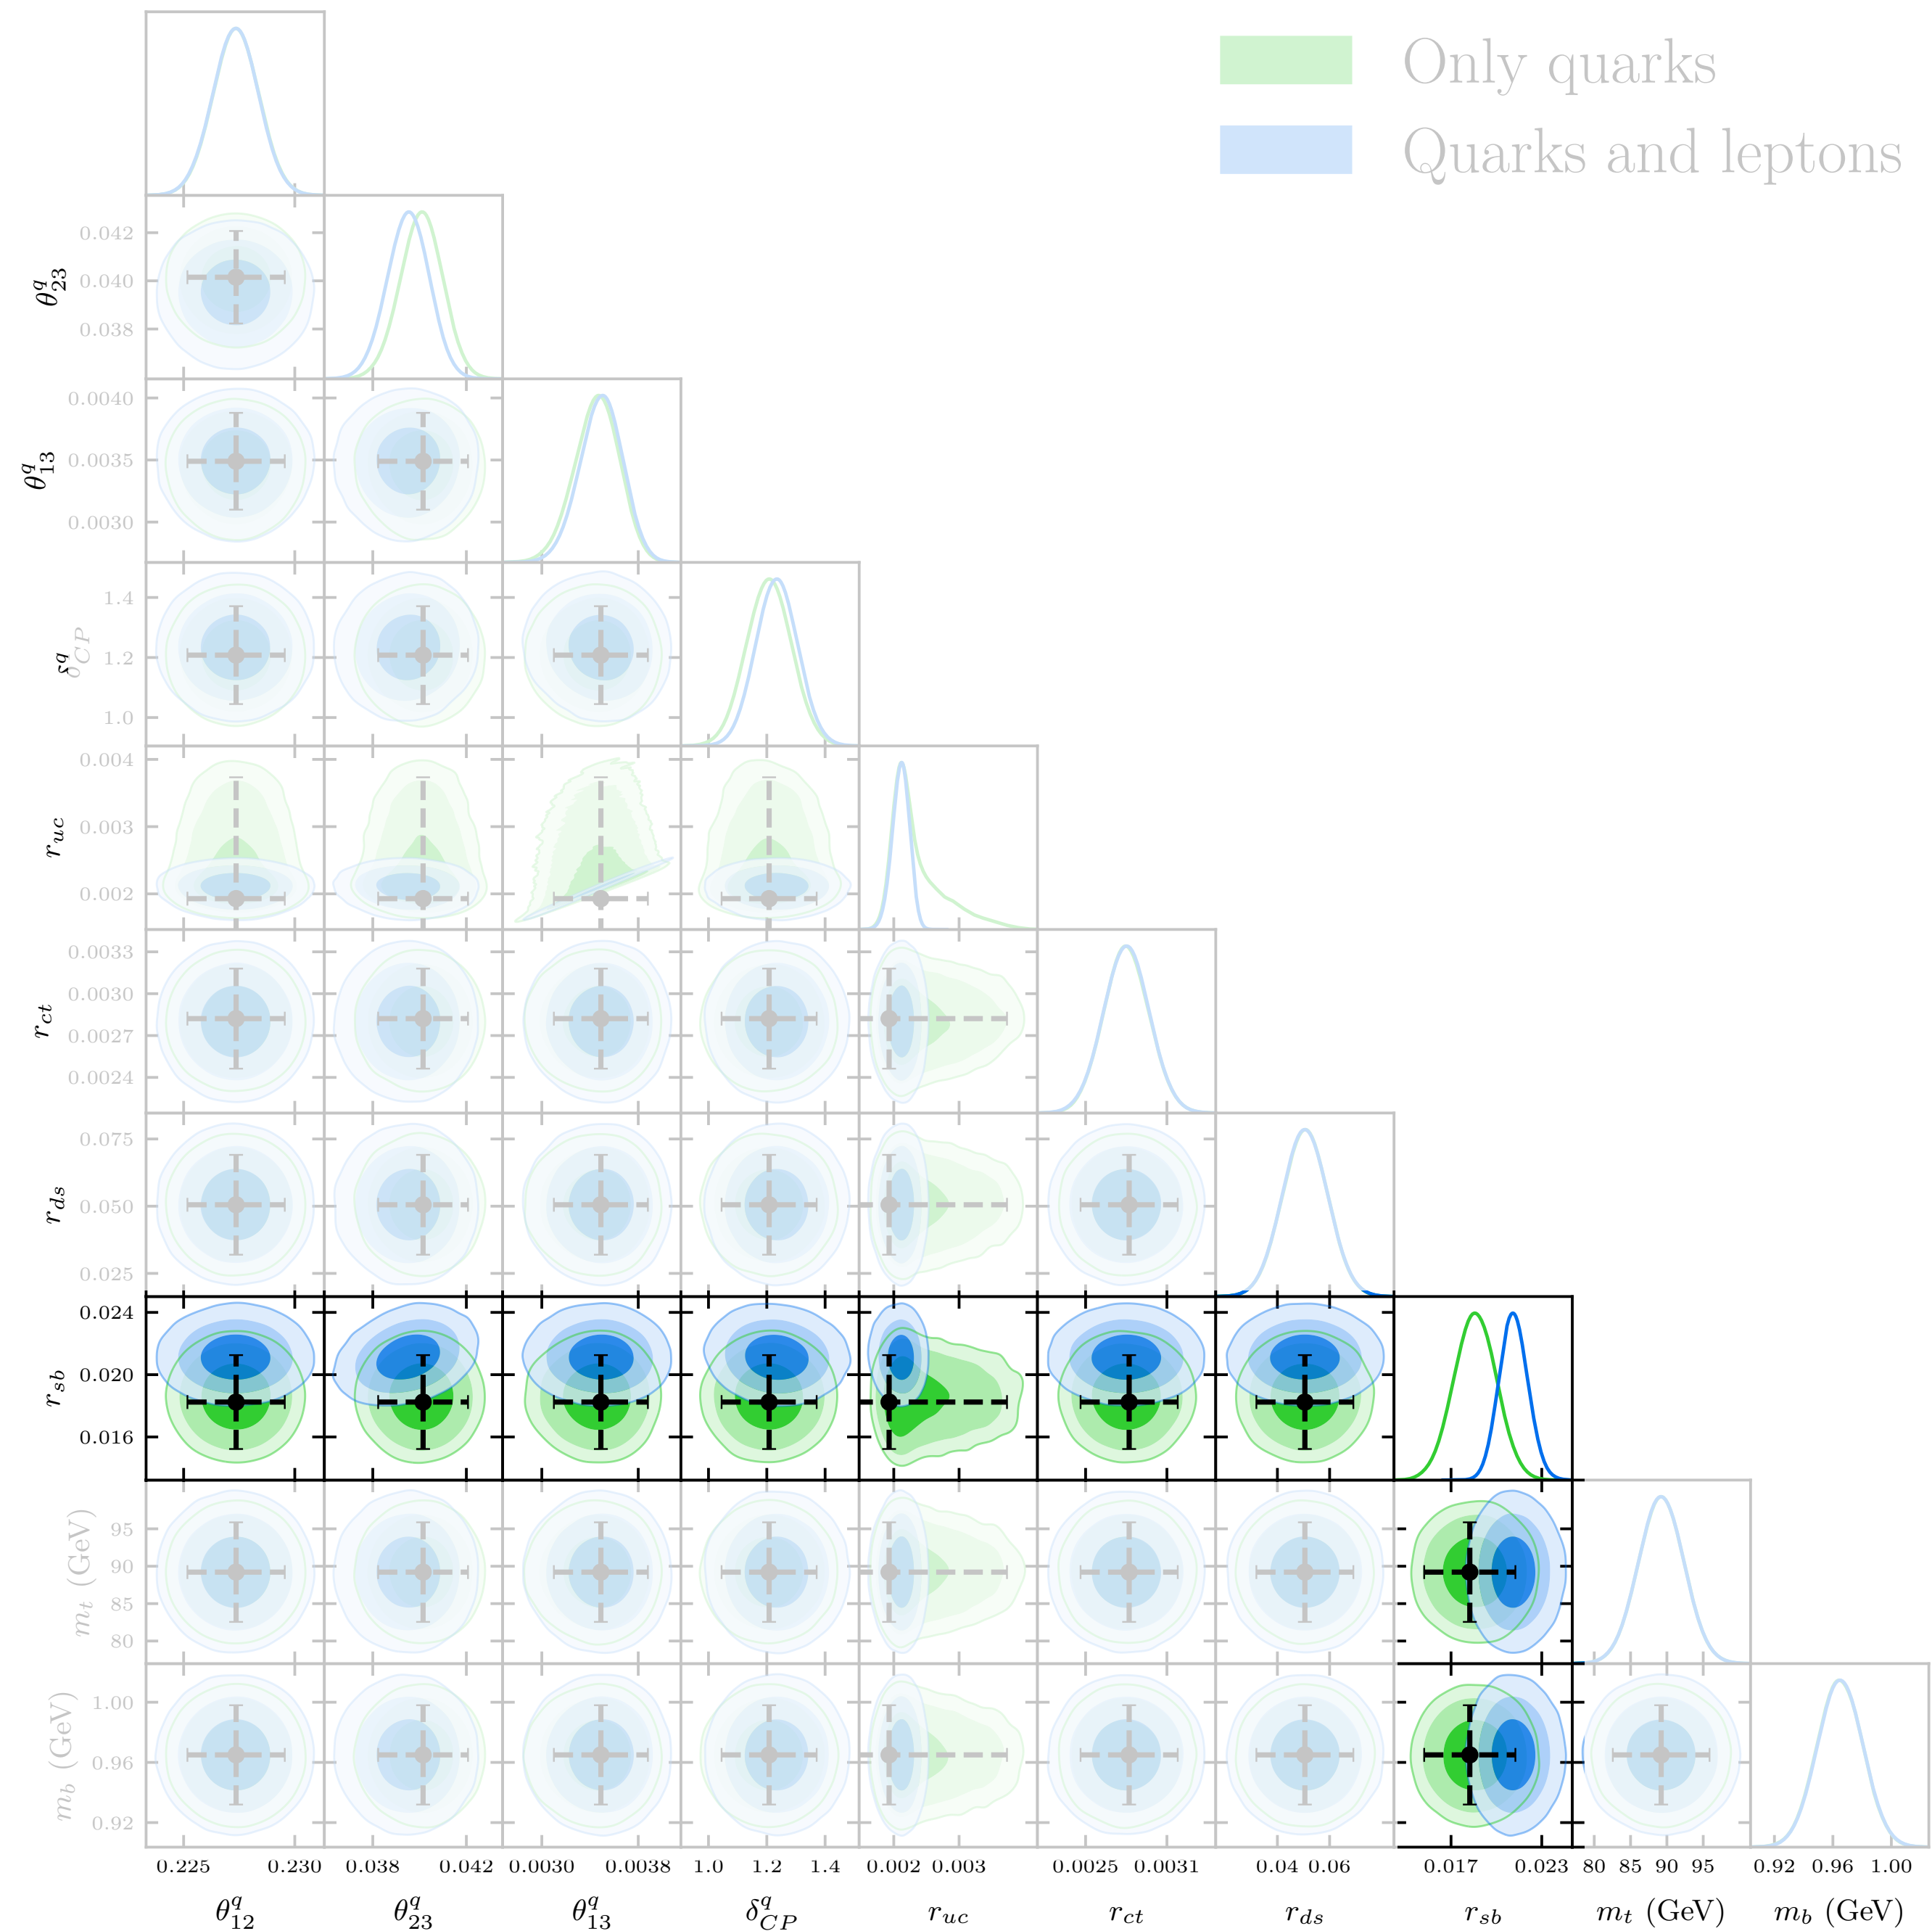 Only quarks
Quarks and leptons
0.042
0.040
0.038
θ^q_23
0.0040
0.0035
0.0030
θ^q_13
1.4
1.2
1.0
δ^q_CP
0.004
0.003
0.002
r_uc
0.0033
0.0030
0.0027
0.0024
r_ct
0.075
0.050
0.025
r_ds
0.024
0.020
0.016
r_sb
95
90
85
80
m_t (GeV)
1.00
0.96
0.92
m_b (GeV)
0.225 0.230 0.038 0.042 0.0030 0.0038 1.0 1.2 1.4 0.002 0.003 0.0025 0.0031 0.04 0.06 0.017 0.023 80 85 90 95 0.92 0.96 1.00
θ^q_12 θ^q_23 θ^q_13 δ^q_CP r_uc r_ct r_ds r_sb m_t (GeV) m_b (GeV)